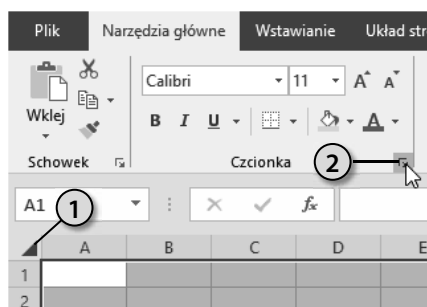 Plik Narzędzia główne Wstawianie Układ str
Calibri 11 A A
Wklej B I U A
Schowek Czcionka 2
A1 1 fx
A B C D E
1
2